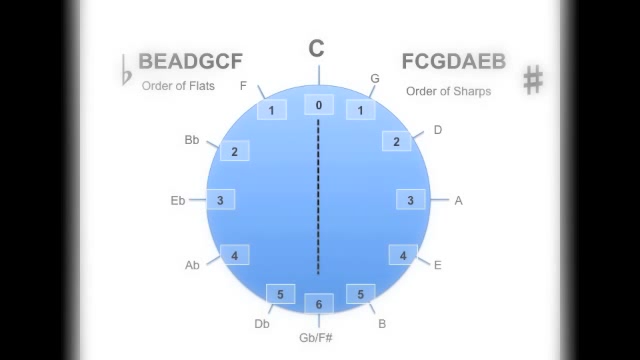 C
♭ BEADGCF
Order of Flats
FCGDAEB #
Order of Sharps
F
G
1
0
1
Bb
2
2
D
Eb
3
3
A
Ab
4
4
E
5
6
5
Db
Gb/F#
B